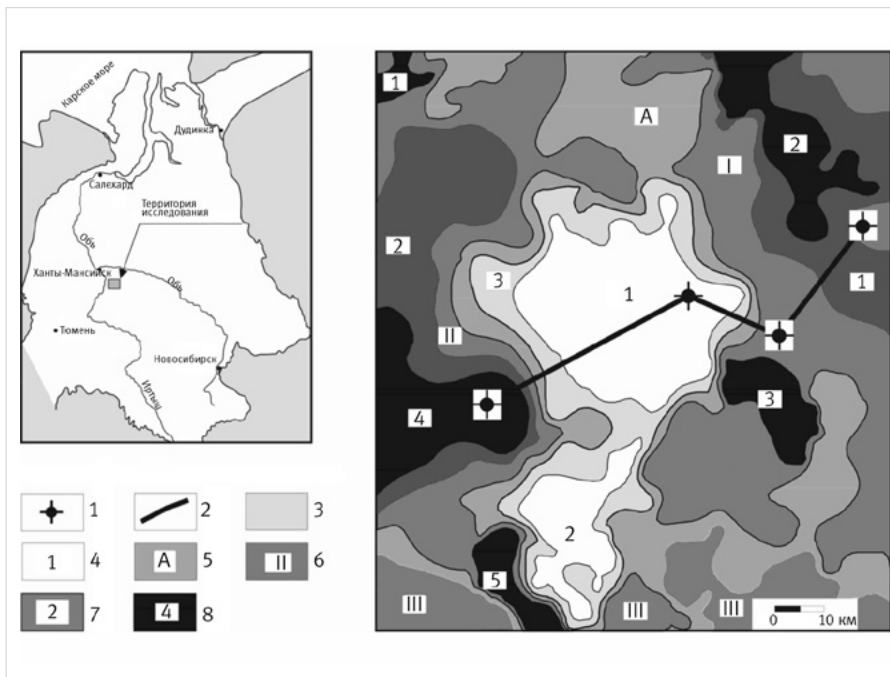 Карское море
Дудинка
Салехард
Территория
исследования
Обь
Ханты-Мансийск
Обь
Тюмень
Новосибирск
Иртыш
1
2
3
1
4
A
5
II
6
2
7
4
8
1
A
2
I
2
3
1
1
II
3
4
2
5
III
III
III
0
10 км